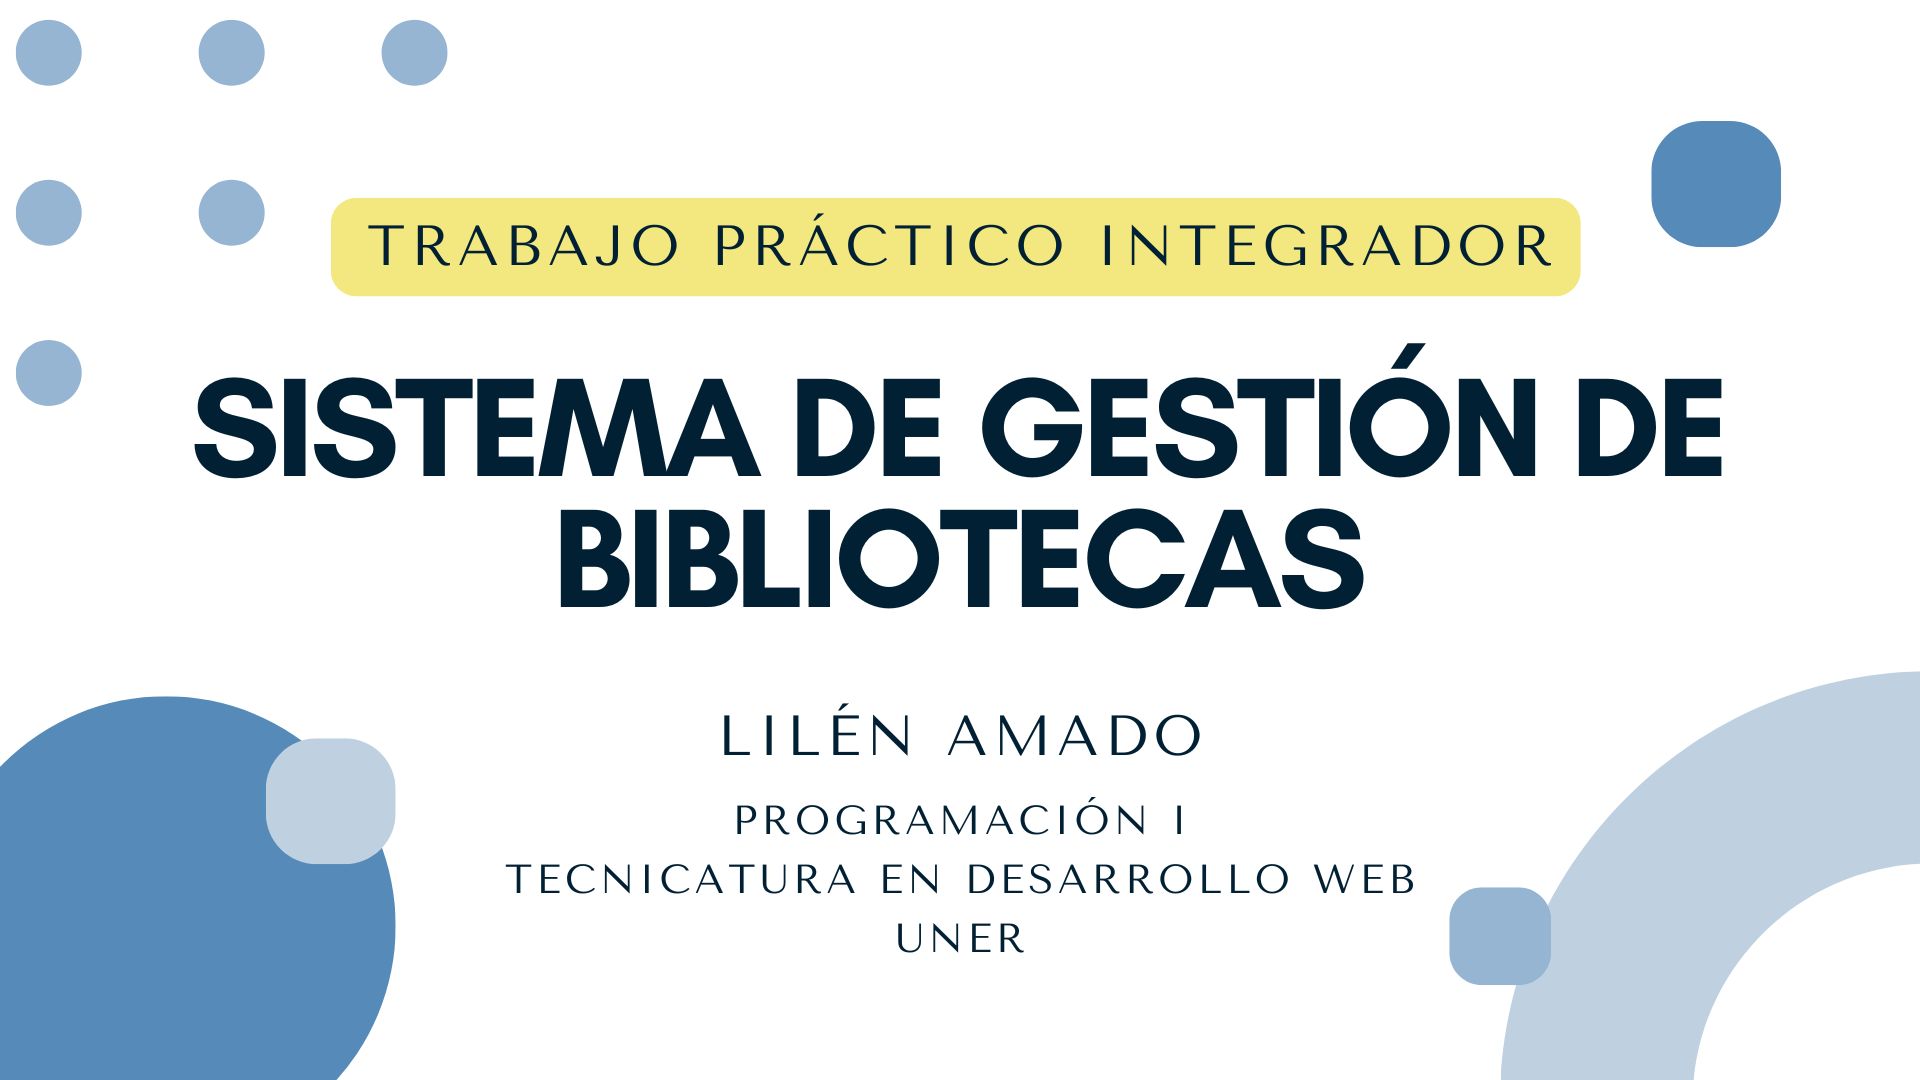 TRABAJO PRÁCTICO INTEGRADOR
SISTEMA DE GESTIÓN DE
BIBLIOTECAS
LILÉN AMADO
PROGRAMACIÓN I
TECNICATURA EN DESARROLLO WEB
UNER